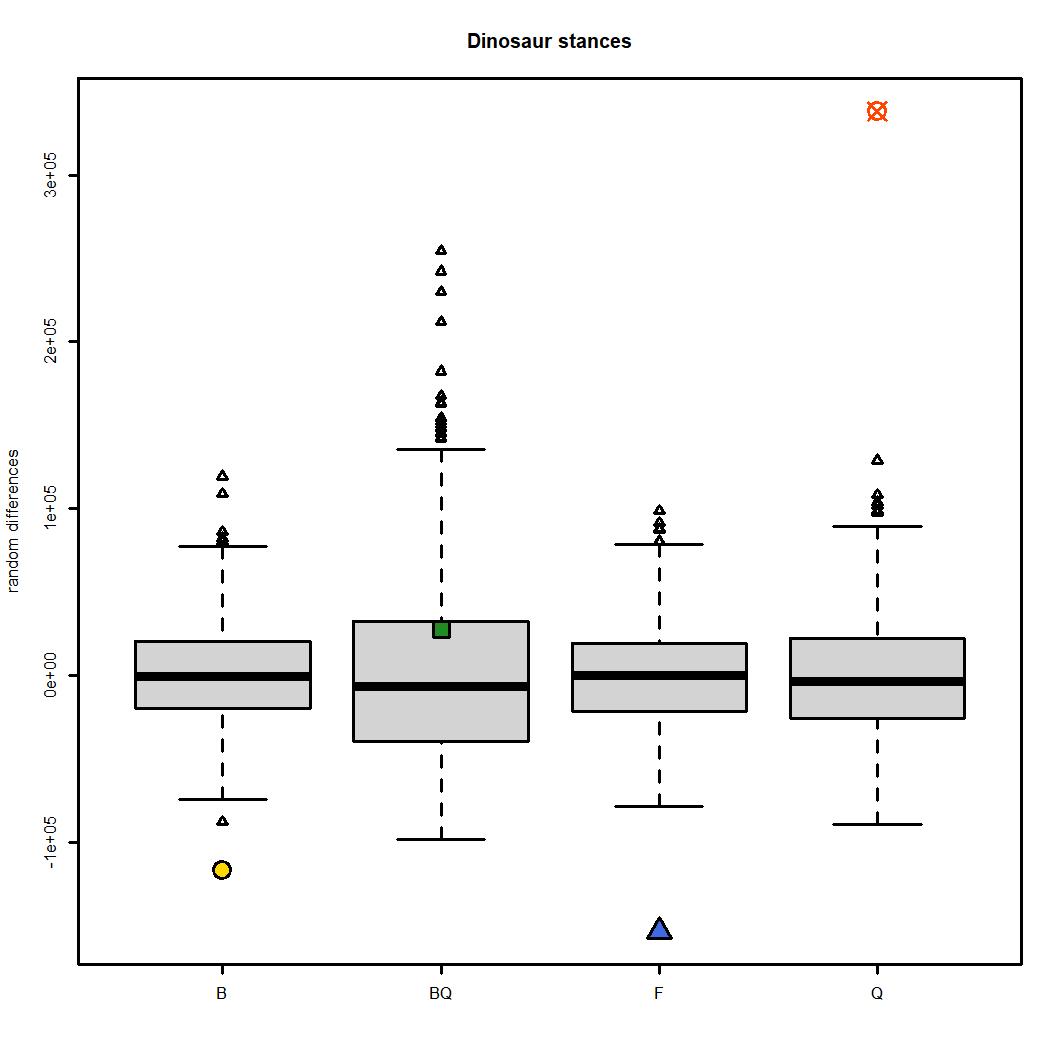 Dinosaur stances
random differences
3e+05
2e+05
1e+05
0e+00
-1e+05
B
BQ
F
Q